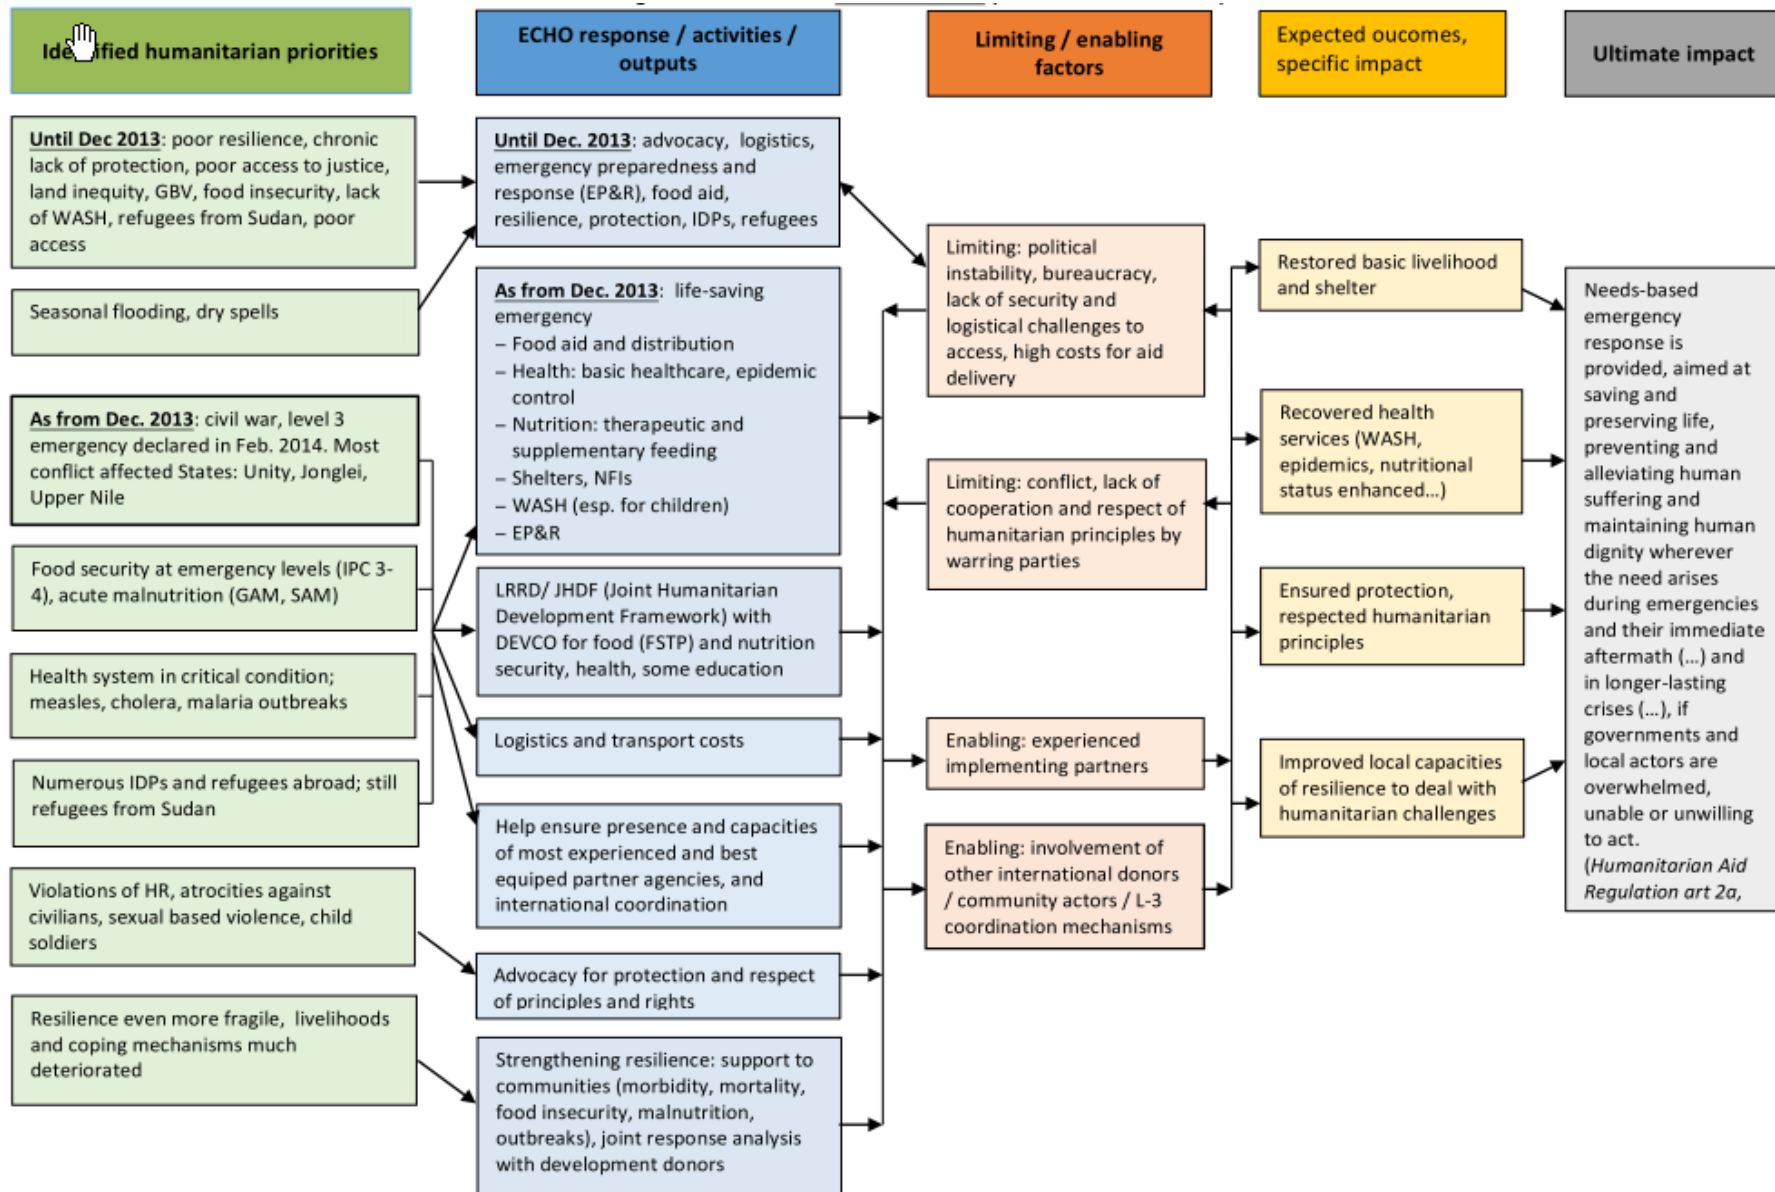 Identified humanitarian priorities
ECHO response / activities /
outputs
Limiting / enabling
factors
Expected oucomes,
specific impact
Ultimate impact
Until Dec 2013: poor resilience, chronic
lack of protection, poor access to justice,
land inequity, GBV, food insecurity, lack
of WASH, refugees from Sudan, poor
access
Seasonal flooding, dry spells
As from Dec. 2013: civil war, level 3
emergency declared in Feb. 2014. Most
conflict affected States: Unity, Jonglei,
Upper Nile
Food security at emergency levels (IPC 3-
4), acute malnutrition (GAM, SAM)
Health system in critical condition;
measles, cholera, malaria outbreaks
Numerous IDPs and refugees abroad; still
refugees from Sudan
Violations of HR, atrocities against
civilians, sexual based violence, child
soldiers
Resilience even more fragile, livelihoods
and coping mechanisms much
deteriorated
Until Dec. 2013: advocacy, logistics,
emergency preparedness and
response (EP&R), food aid,
resilience, protection, IDPs, refugees
As from Dec. 2013: life-saving
emergency
– Food aid and distribution
– Health: basic healthcare, epidemic
control
– Nutrition: therapeutic and
supplementary feeding
– Shelters, NFIs
– WASH (esp. for children)
– EP&R
LRRD/ JHDF (Joint Humanitarian
Development Framework) with
DEVCO for food (FSTP) and nutrition
security, health, some education
Logistics and transport costs
Help ensure presence and capacities
of most experienced and best
equiped partner agencies, and
international coordination
Advocacy for protection and respect
of principles and rights
Strengthening resilience: support to
communities (morbidity, mortality,
food insecurity, malnutrition,
outbreaks), joint response analysis
with development donors
Limiting: political
instability, bureaucracy,
lack of security and
logistical challenges to
access, high costs for aid
delivery
Limiting: conflict, lack of
cooperation and respect of
humanitarian principles by
warring parties
Enabling: experienced
implementing partners
Enabling: involvement of
other international donors
/ community actors / L-3
coordination mechanisms
Restored basic livelihood
and shelter
Recovered health
services (WASH,
epidemics, nutritional
status enhanced...)
Ensured protection,
respected humanitarian
principles
Improved local capacities
of resilience to deal with
humanitarian challenges
Needs-based
emergency
response is
provided, aimed at
saving and
preserving life,
preventing and
alleviating human
suffering and
maintaining human
dignity wherever
the need arises
during emergencies
and their immediate
aftermath (...) and
in longer-lasting
crises (...), if
governments and
local actors are
overwhelmed,
unable or unwilling
to act.
(Humanitarian Aid
Regulation art 2a,